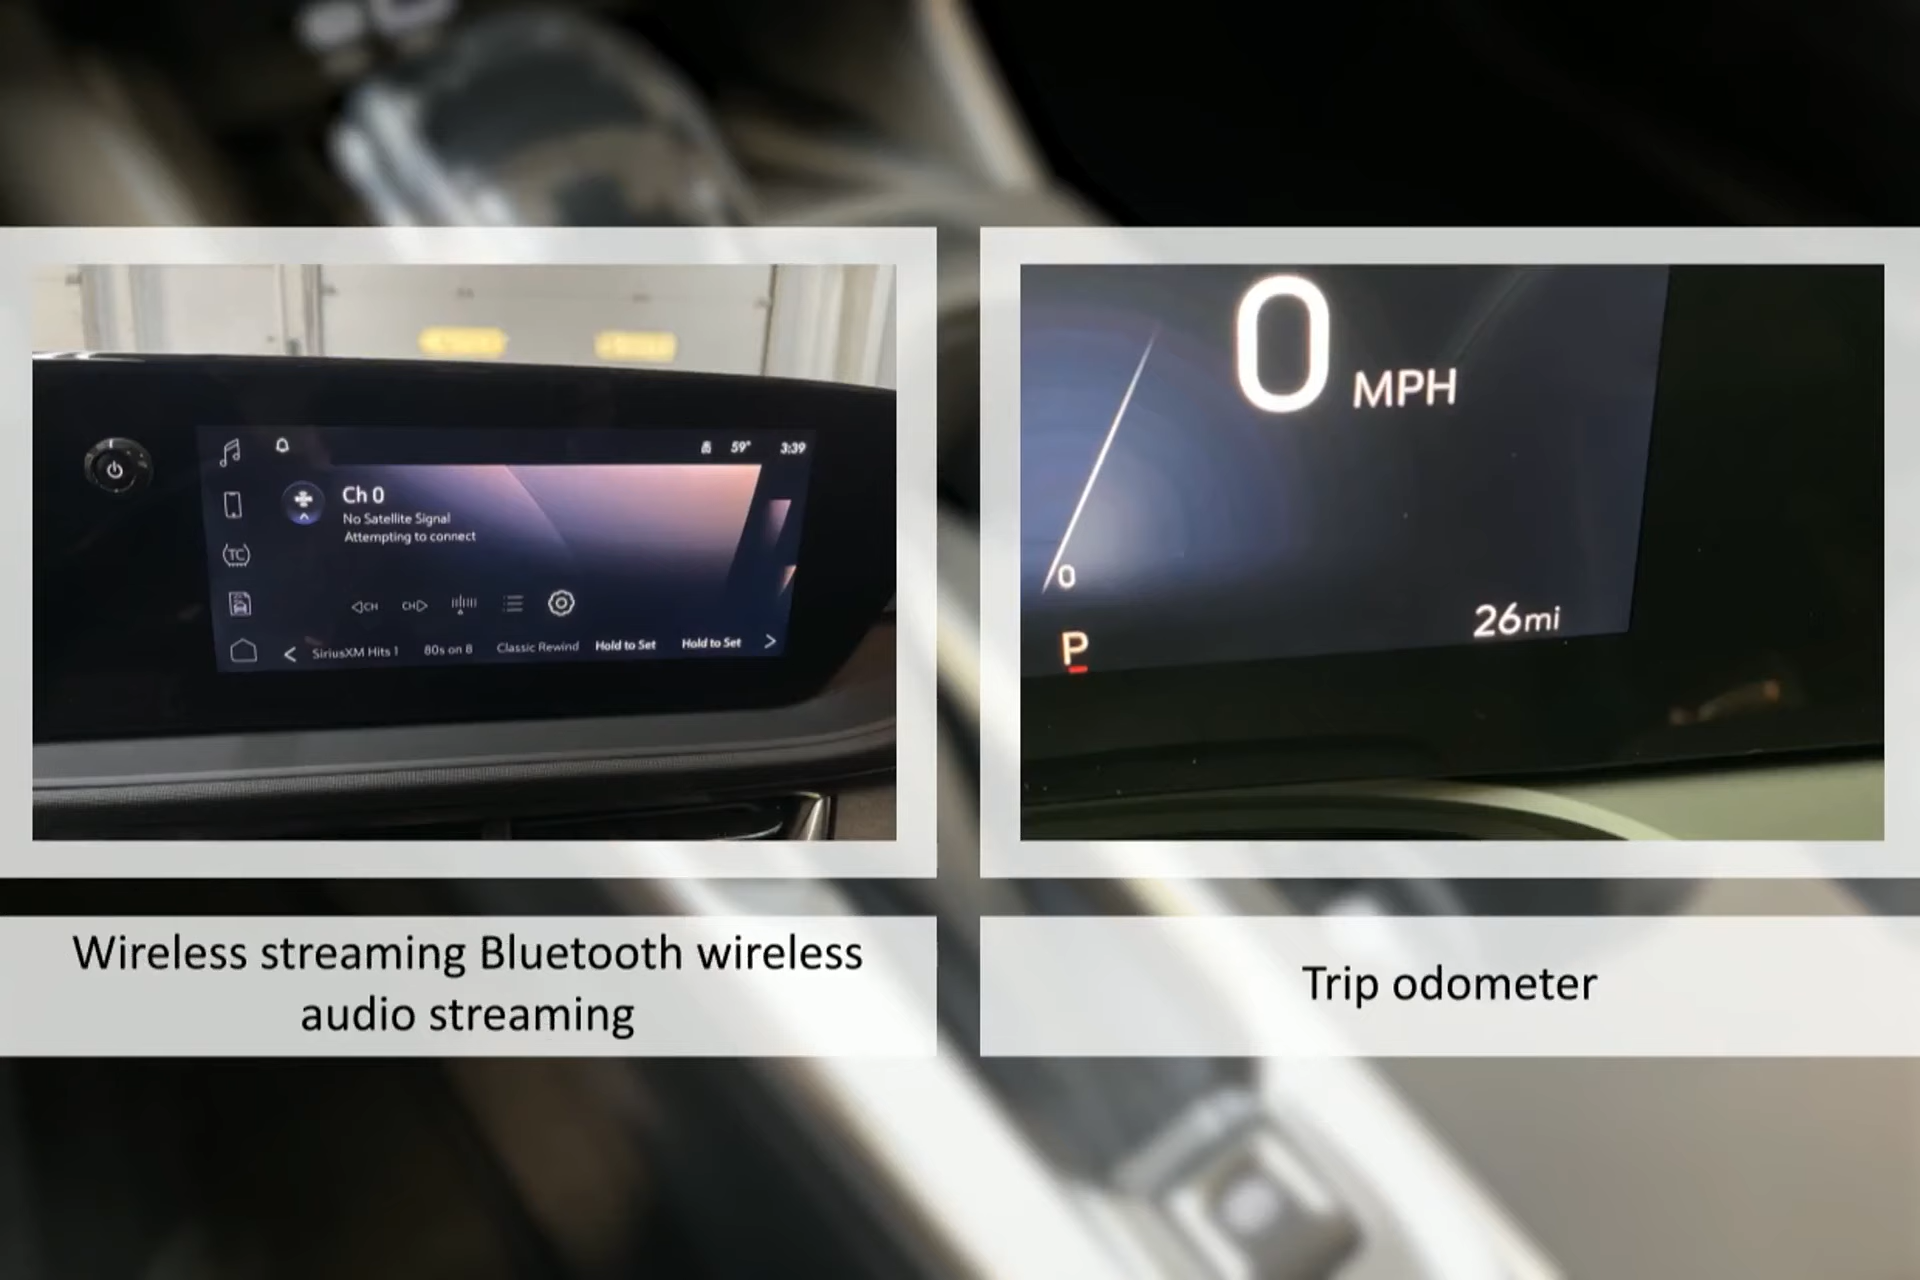 59° 3:39
Ch 0
No Satellite Signal
Attempting to connect
TC
CH CH
SiriusXM Hits 1 80s on 8 Classic Rewind Hold to Set Hold to Set
0 MPH
0
26mi
P
Wireless streaming Bluetooth wireless
audio streaming
Trip odometer